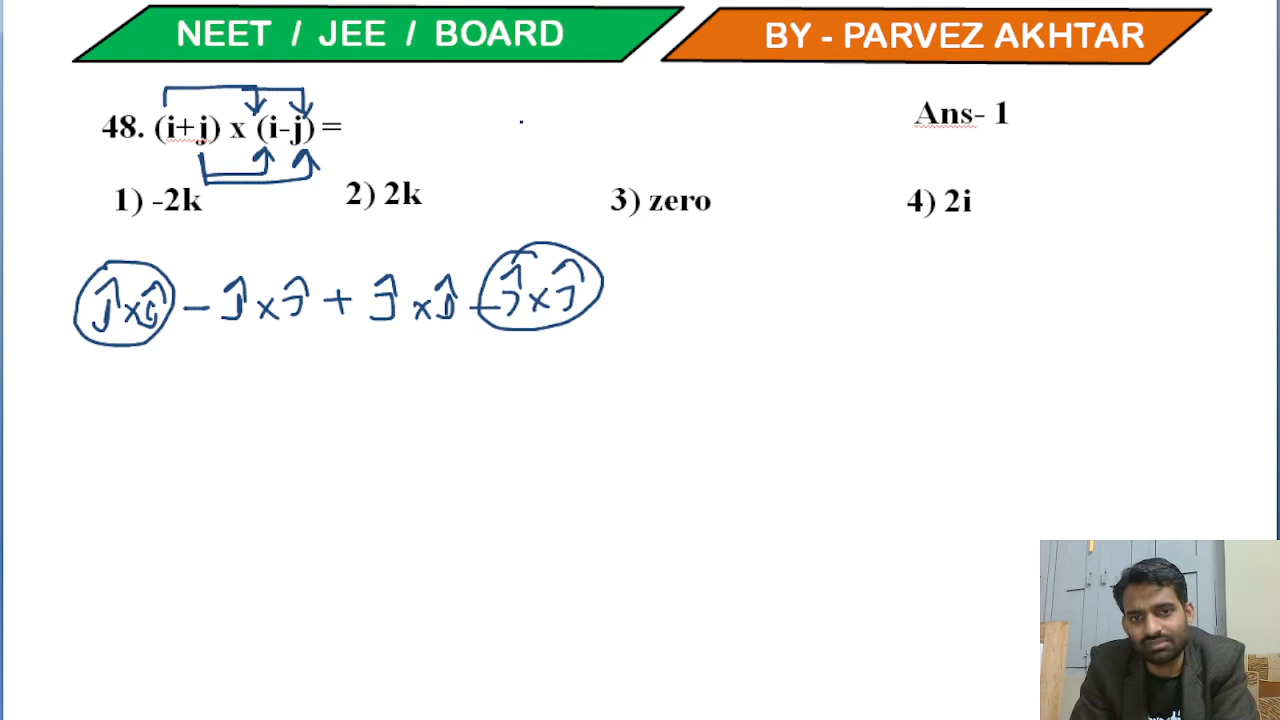 NEET / JEE / BOARD
BY - PARVEZ AKHTAR
48. (i+j) x (i-j) =
Ans- 1
1) -2k 2) 2k 3) zero 4) 2i
î×î - î×ĵ + ĵ×î - ĵ×ĵ